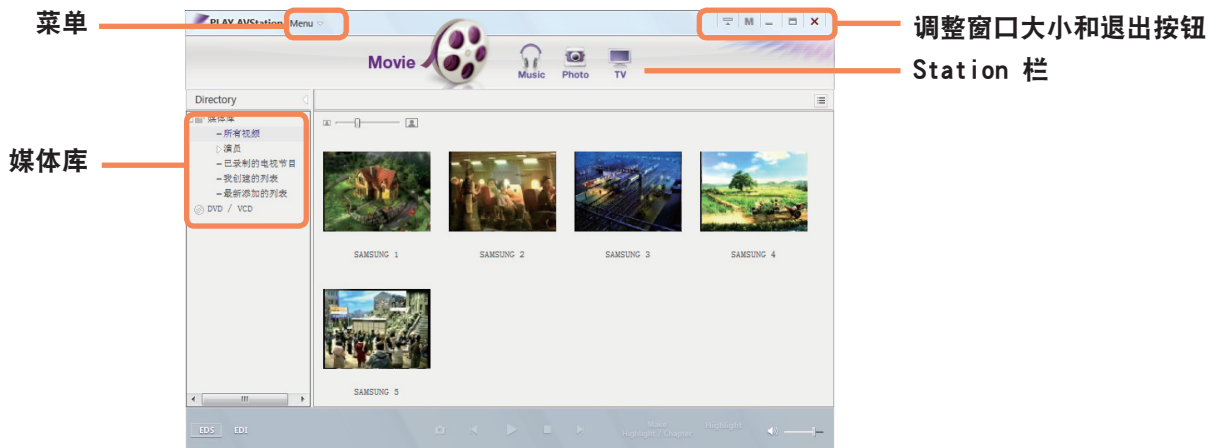 菜单
PLAY AVStation Menu
M
调整窗口大小和退出按钮
Movie
Music Photo TV
Station 栏
Directory
媒体库
媒体库
- 所有视频
演员
- 已录制的电视节目
- 我创建的列表
- 最新添加的列表
DVD / VCD
SAMSUNG 1 SAMSUNG 2 SAMSUNG 3 SAMSUNG 4
SAMSUNG 5
EDS EDI
Make
Highlight / Chapter
Highlight